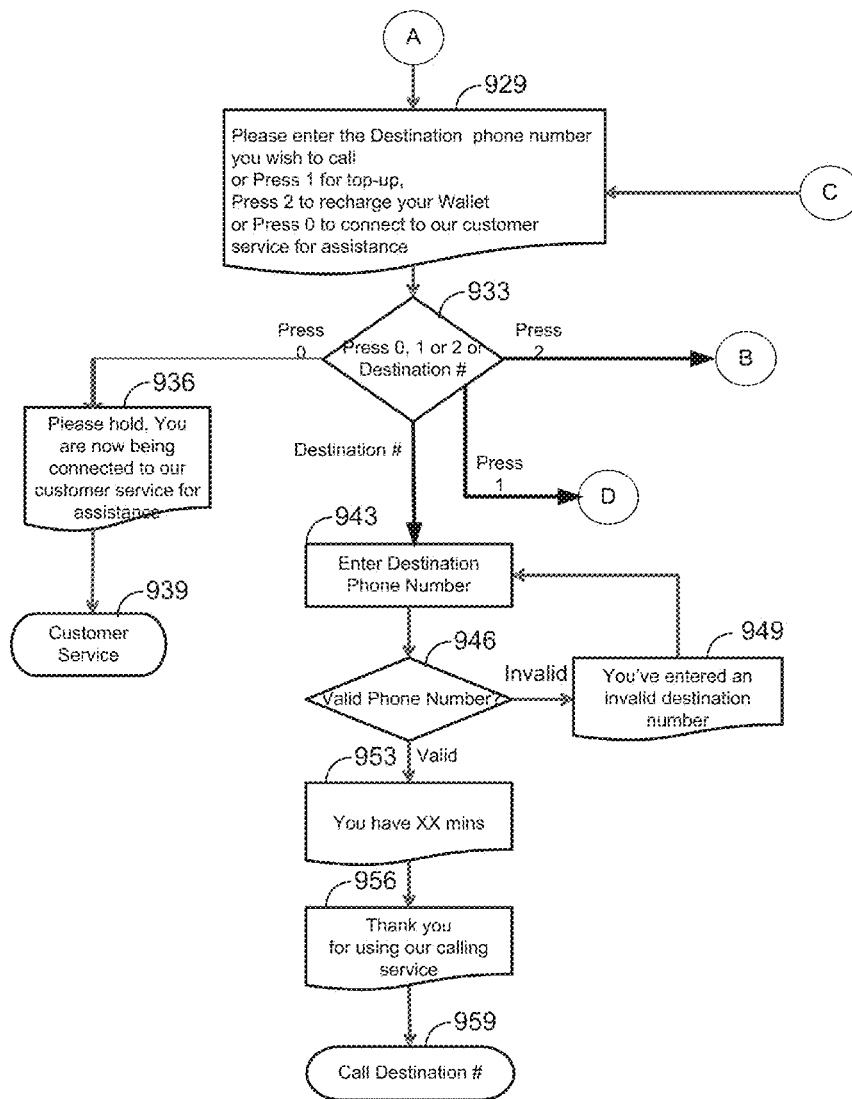 A
929
Please enter the Destination phone number
you wish to call
or Press 1 for top-up,
Press 2 to recharge your Wallet
or Press 0 to connect to our customer
service for assistance
C
933
Press
0
Press 0, 1 or 2 or
Destination #
Press
2
B
936
Please hold, You
are now being
connected to our
customer service for
assistance
Destination #
Press
1
D
943
Enter Destination
Phone Number
939
Customer
Service
946
Valid Phone Number?
Invalid
949
You've entered an
invalid destination
number
953
Valid
You have XX mins
956
Thank you
for using our calling
service
959
Call Destination #